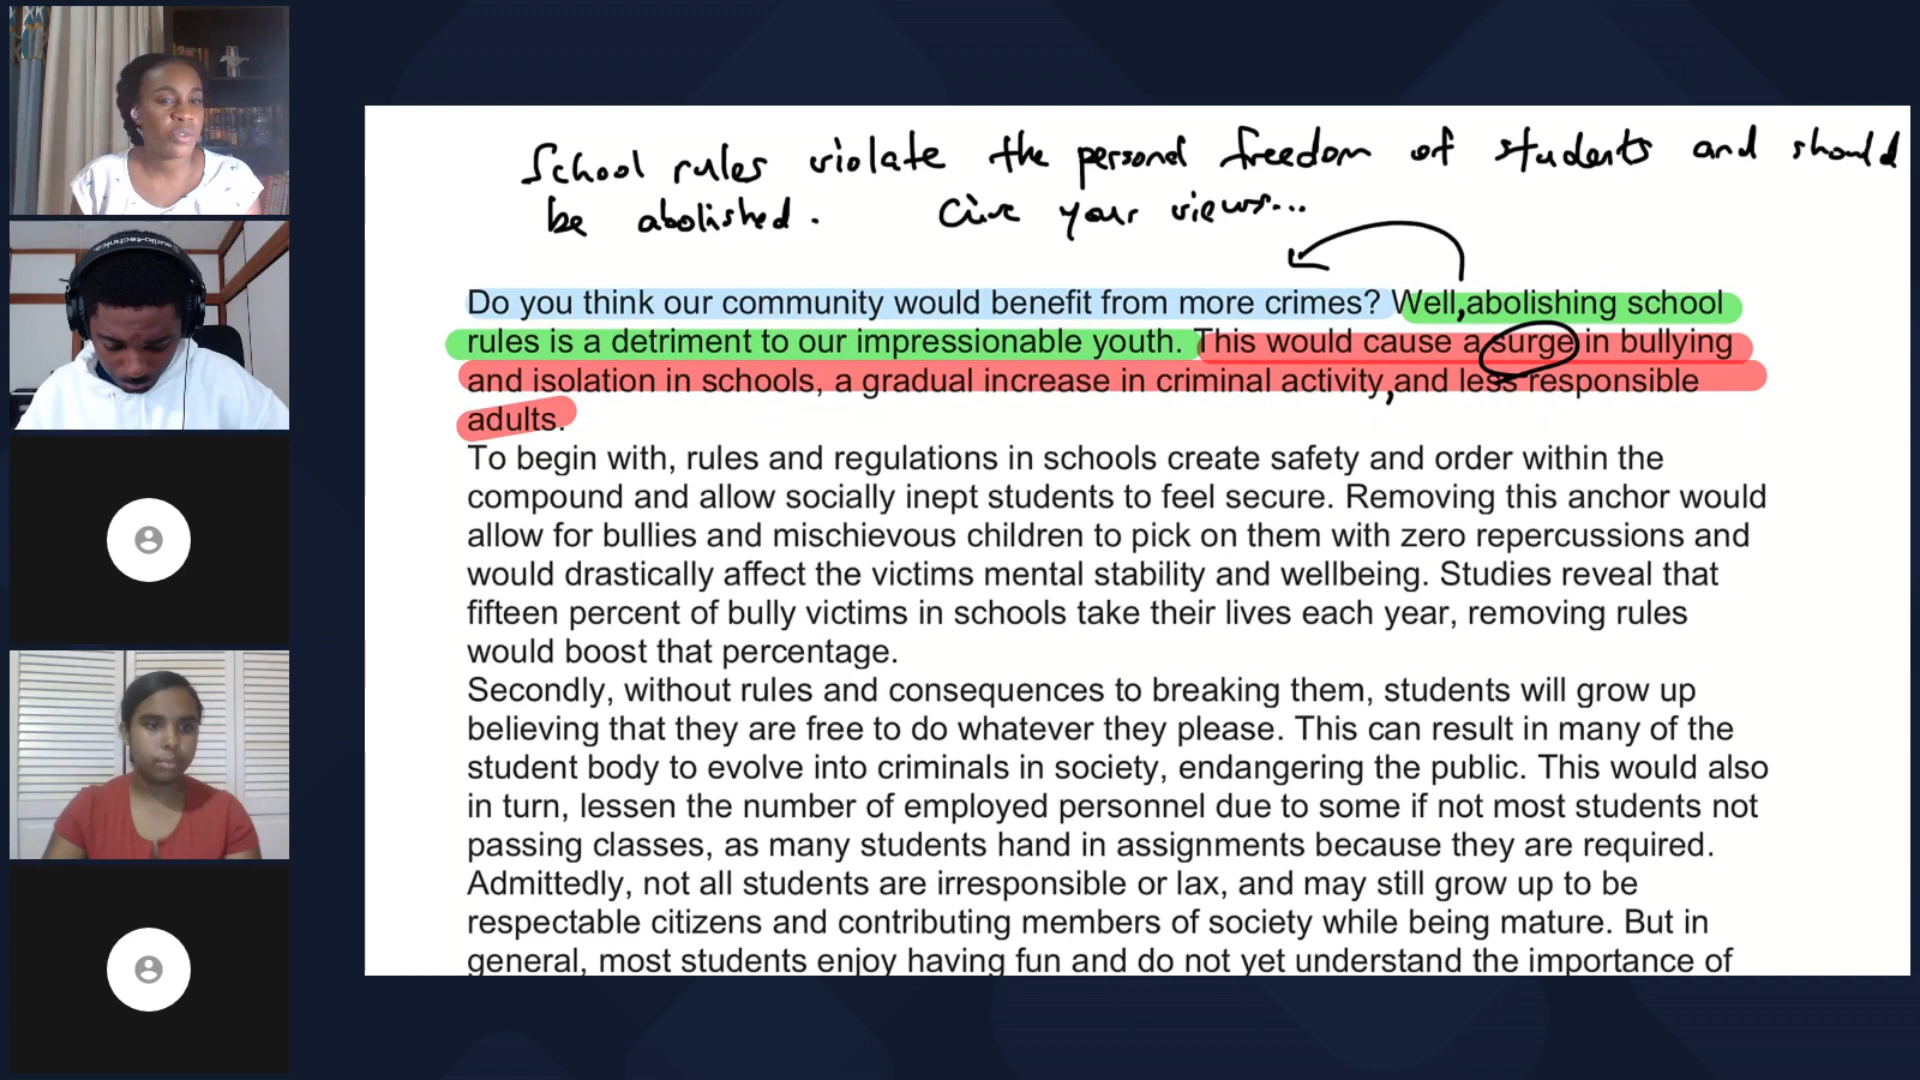 School rules violate the personal freedom of students and should
be abolished. Give your views...
Do you think our community would benefit from more crimes? Well,abolishing school
rules is a detriment to our impressionable youth. This would cause a surge in bullying
and isolation in schools, a gradual increase in criminal activity,and less responsible
adults.
To begin with, rules and regulations in schools create safety and order within the
compound and allow socially inept students to feel secure. Removing this anchor would
allow for bullies and mischievous children to pick on them with zero repercussions and
would drastically affect the victims mental stability and wellbeing. Studies reveal that
fifteen percent of bully victims in schools take their lives each year, removing rules
would boost that percentage.
Secondly, without rules and consequences to breaking them, students will grow up
believing that they are free to do whatever they please. This can result in many of the
student body to evolve into criminals in society, endangering the public. This would also
in turn, lessen the number of employed personnel due to some if not most students not
passing classes, as many students hand in assignments because they are required.
Admittedly, not all students are irresponsible or lax, and may still grow up to be
respectable citizens and contributing members of society while being mature. But in
general, most students enjoy having fun and do not yet understand the importance of